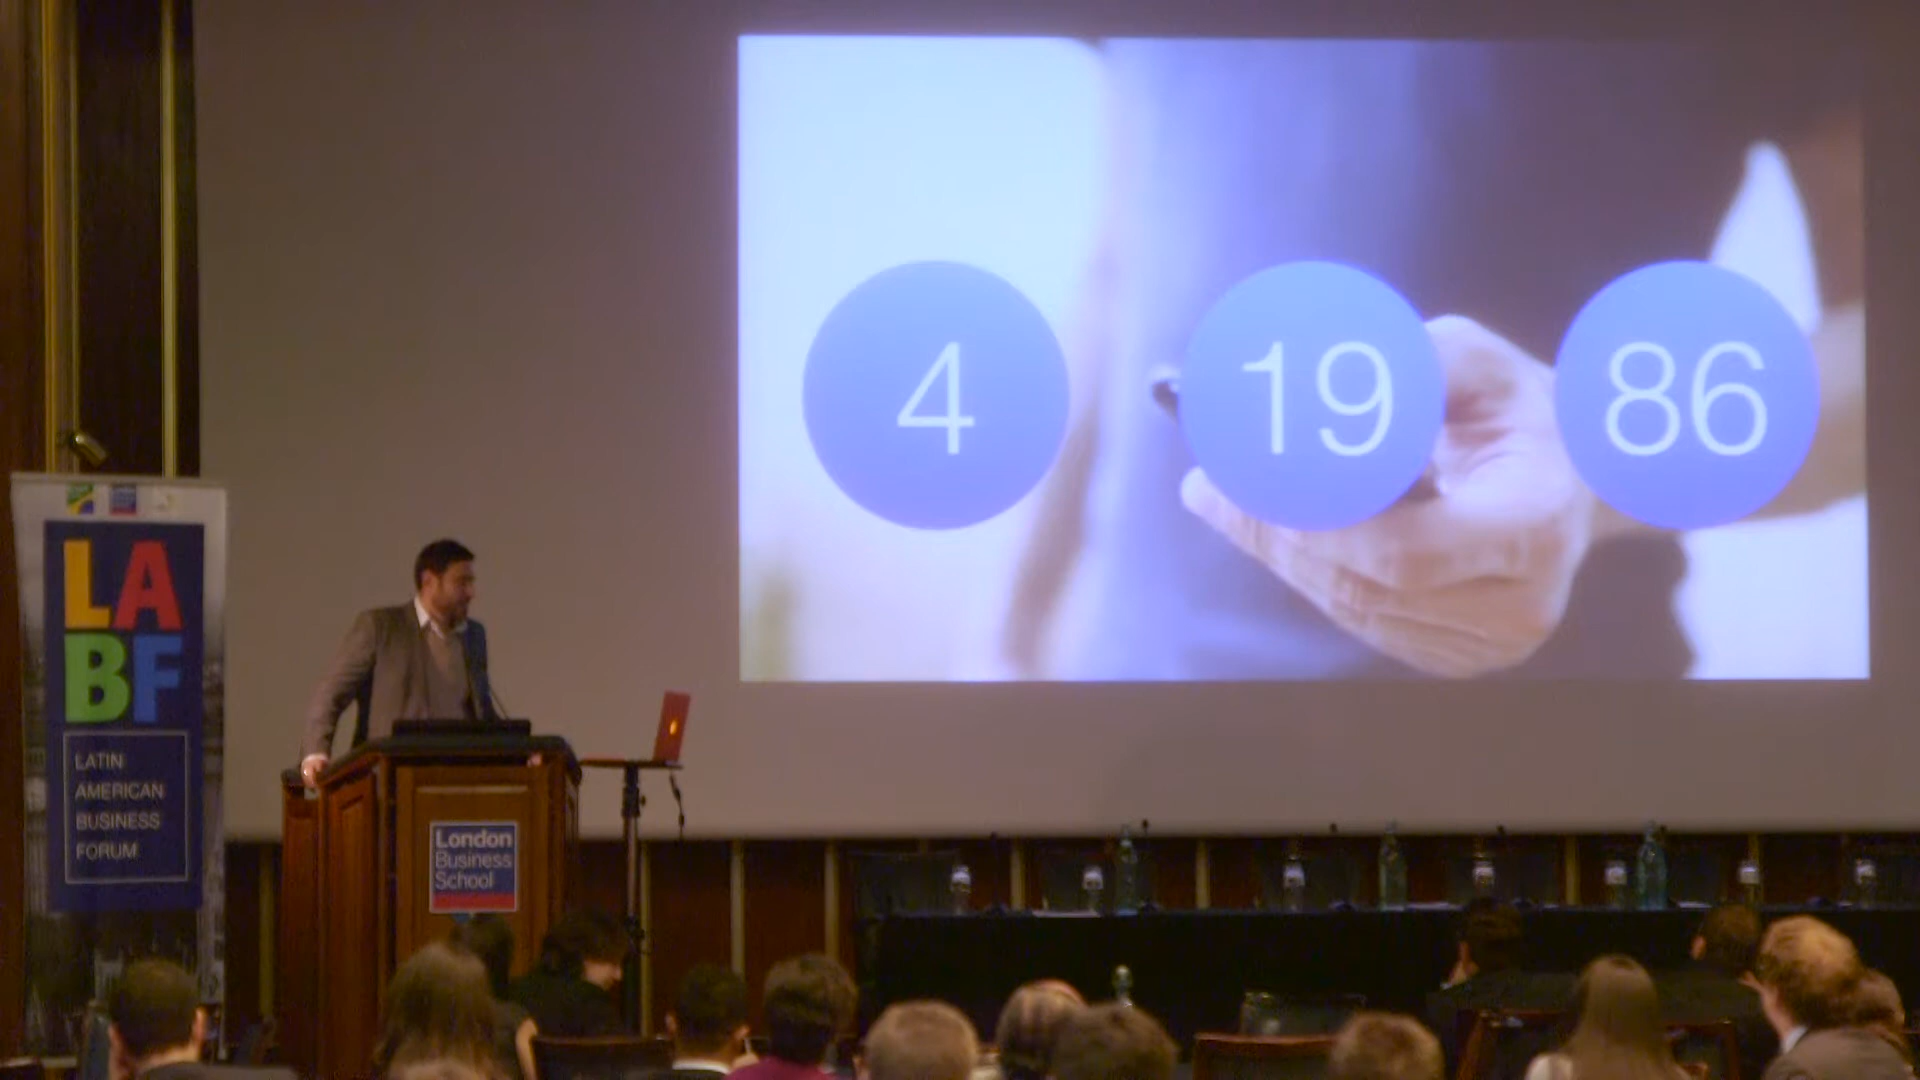 4 19 86
LA
BF
LATIN
AMERICAN
BUSINESS
FORUM
London
Business
School